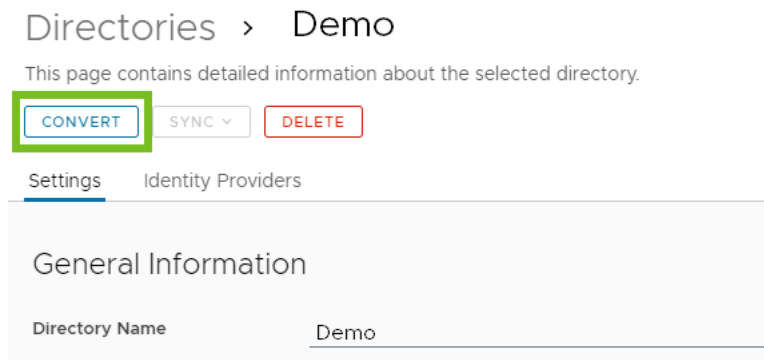 Directories > Demo
This page contains detailed information about the selected directory.
CONVERT SYNC DELETE
Settings Identity Providers
General Information
Directory Name Demo